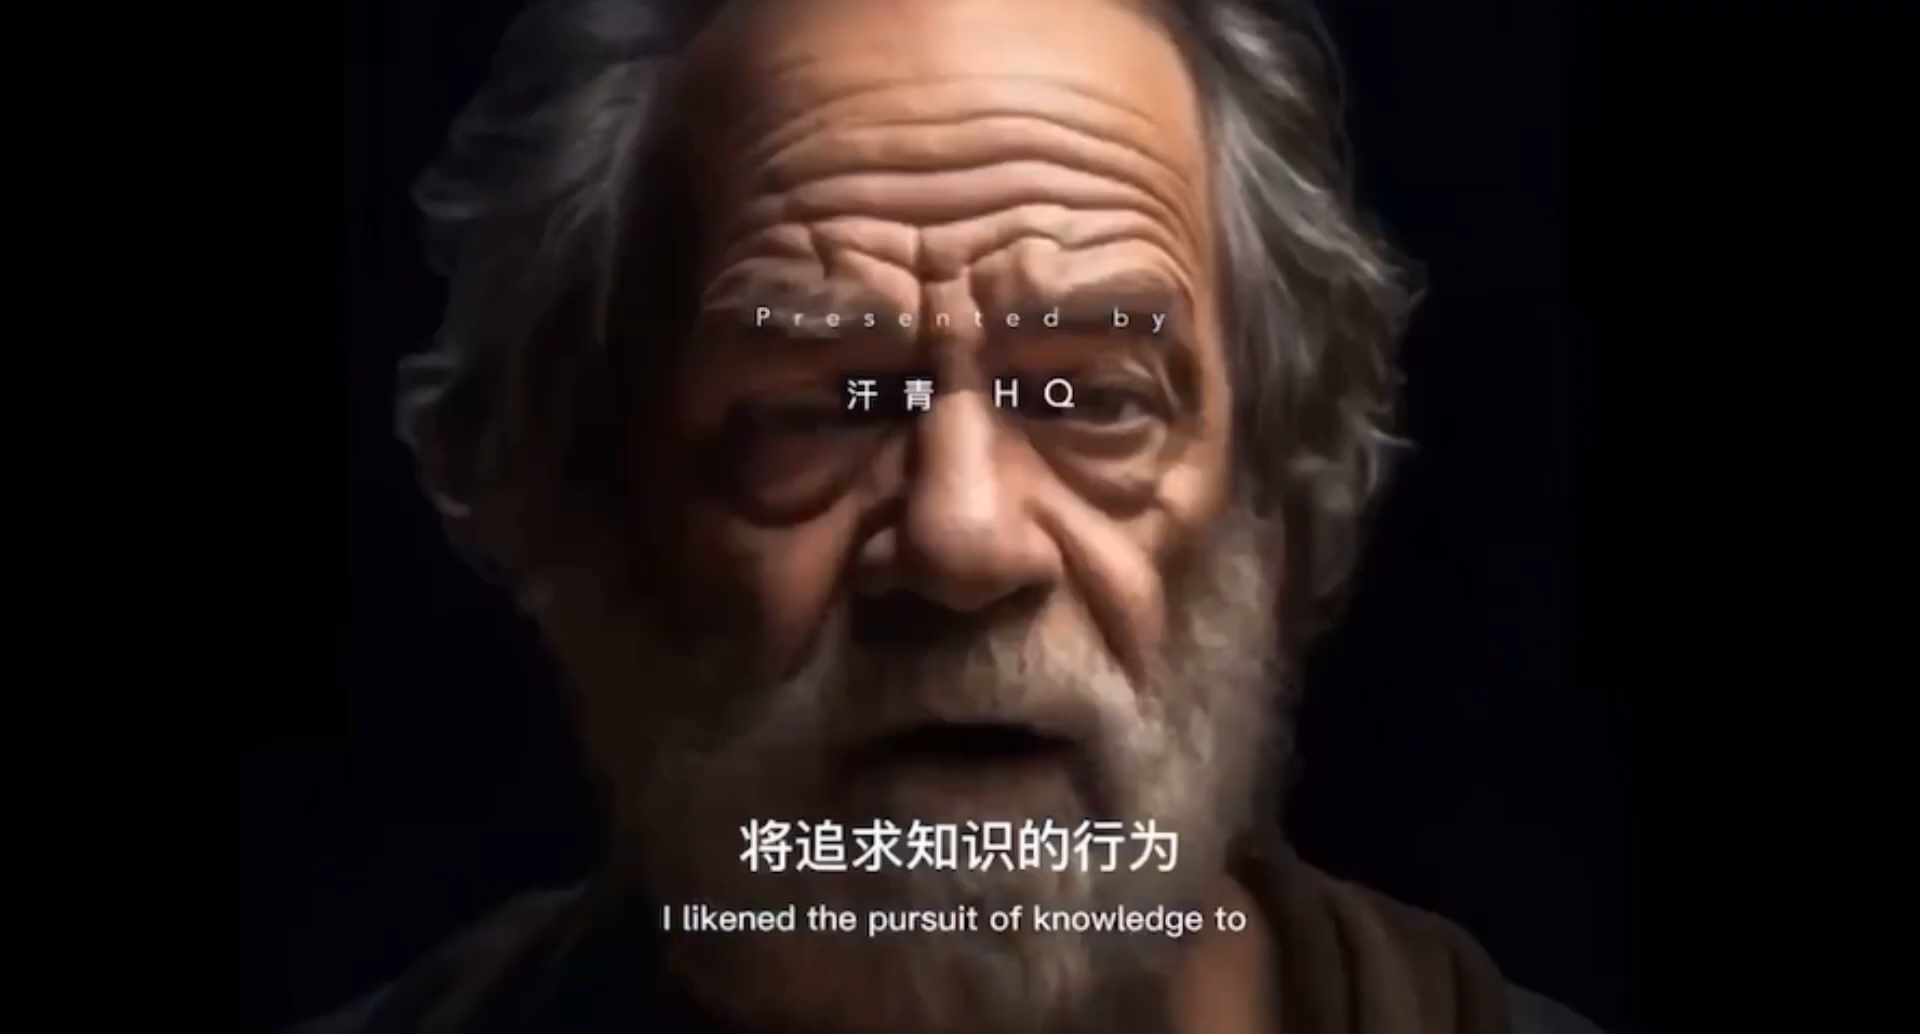 Presented by
汗青 HQ
将追求知识的行为
I likened the pursuit of knowledge to